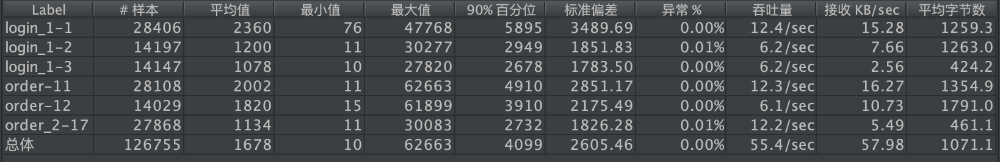 Label # 样本 平均值 最小值 最大值 90% 百分位 标准偏差 异常 % 吞吐量 接收 KB/sec 平均字节数
login_1-1 28406 2360 76 47768 5895 3489.69 0.00% 12.4/sec 15.28 1259.3
login_1-2 14197 1200 11 30277 2949 1851.83 0.01% 6.2/sec 7.66 1263.0
login_1-3 14147 1078 10 27820 2678 1783.50 0.00% 6.2/sec 2.56 424.2
order-11 28108 2002 11 62663 4910 2851.17 0.00% 12.3/sec 16.27 1354.9
order-12 14029 1820 15 61899 3910 2175.49 0.00% 6.1/sec 10.73 1791.0
order_2-17 27868 1134 11 30083 2732 1826.28 0.01% 12.2/sec 5.49 461.1
总体 126755 1678 10 62663 4099 2605.46 0.00% 55.4/sec 57.98 1071.1